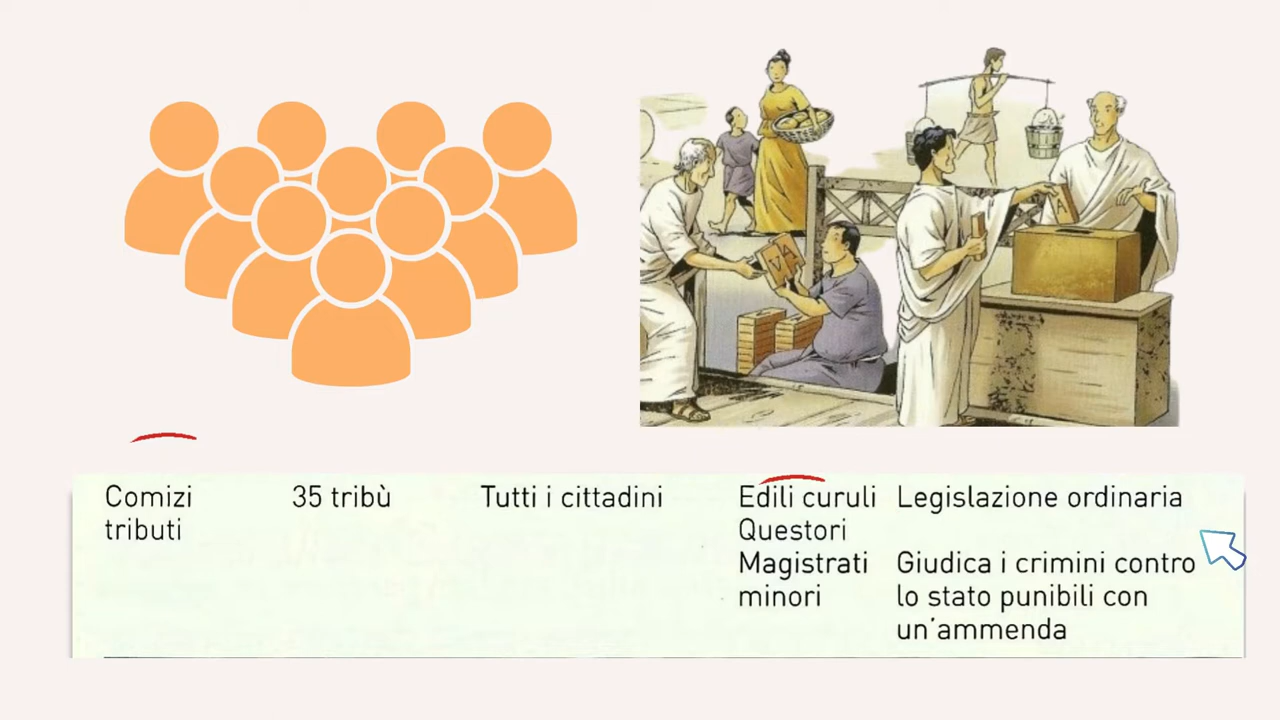 VA
A
Comizi
tributi
35 tribù
Tutti i cittadini
Edili curuli
Questori
Magistrati
minori
Legislazione ordinaria
Giudica i crimini contro
lo stato punibili con
un'ammenda